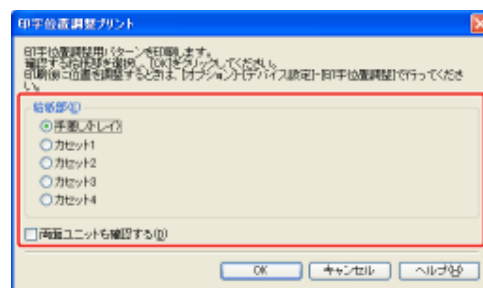 印字位置調整プリント
印字位置調整用パターンを印刷します。
確認する給紙部を選択し、[OK]をクリックしてください。
印刷後に位置を調整するときは、[オプション]-[デバイス設定]-[印字位置調整]で行ってくださ
い。
給紙部(U)
手差し(トレイ)
カセット1
カセット2
カセット3
カセット4
両面ユニットも確認する(D)
OK
キャンセル
ヘルプ(H)